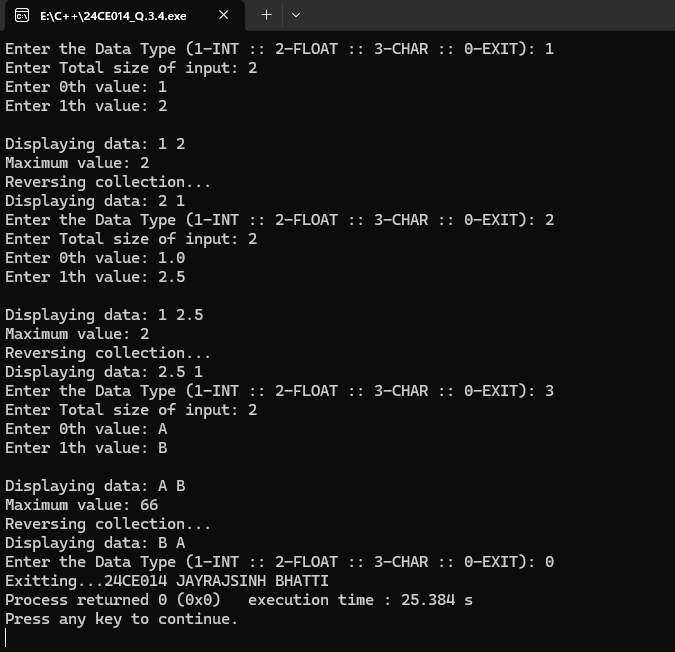 E:\C++\24CE014_Q.3.4.exe
Enter the Data Type (1-INT :: 2-FLOAT :: 3-CHAR :: 0-EXIT): 1
Enter Total size of input: 2
Enter 0th value: 1
Enter 1th value: 2
Displaying data: 1 2
Maximum value: 2
Reversing collection...
Displaying data: 2 1
Enter the Data Type (1-INT :: 2-FLOAT :: 3-CHAR :: 0-EXIT): 2
Enter Total size of input: 2
Enter 0th value: 1.0
Enter 1th value: 2.5
Displaying data: 1 2.5
Maximum value: 2
Reversing collection...
Displaying data: 2.5 1
Enter the Data Type (1-INT :: 2-FLOAT :: 3-CHAR :: 0-EXIT): 3
Enter Total size of input: 2
Enter 0th value: A
Enter 1th value: B
Displaying data: A B
Maximum value: 66
Reversing collection...
Displaying data: B A
Enter the Data Type (1-INT :: 2-FLOAT :: 3-CHAR :: 0-EXIT): 0
Exitting...24CE014 JAYRAJSINH BHATTI
Process returned 0 (0x0)   execution time : 25.384 s
Press any key to continue.